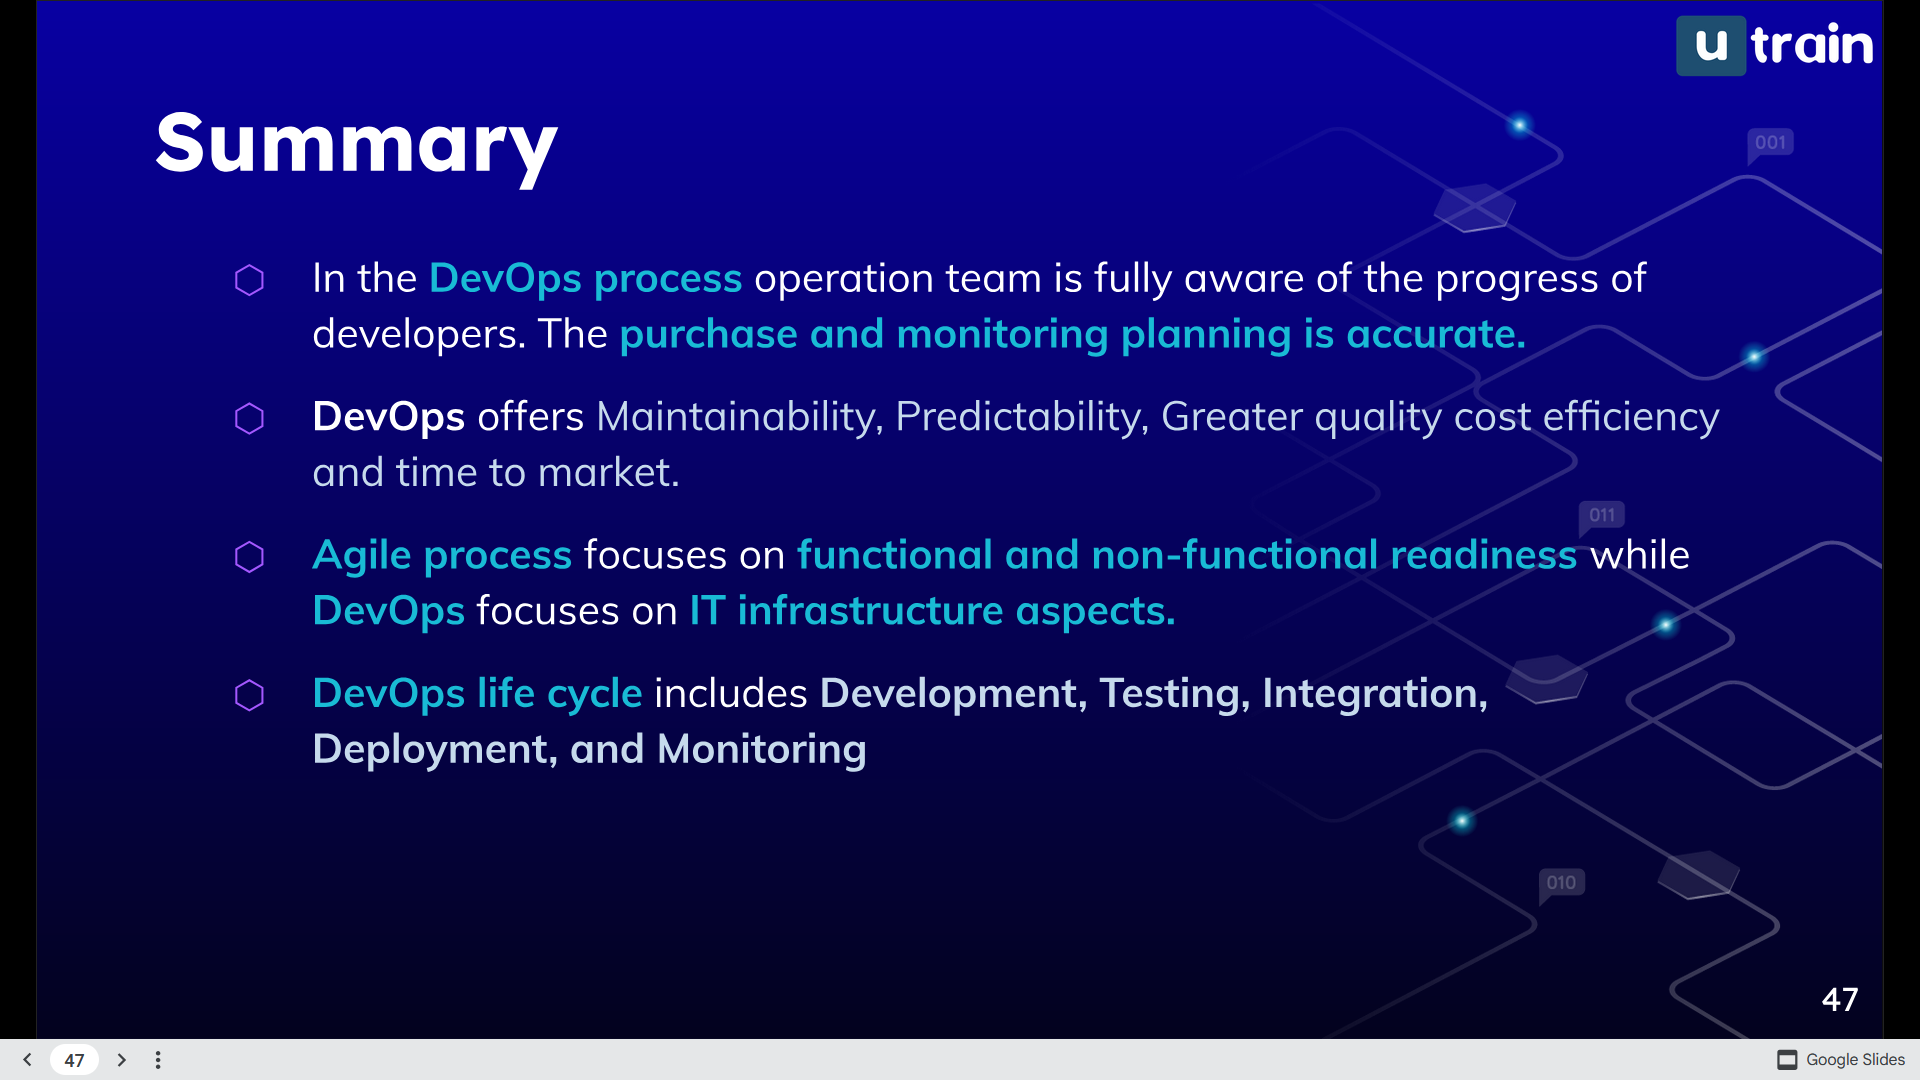 u train
Summary
001
In the DevOps process operation team is fully aware of the progress of
developers. The purchase and monitoring planning is accurate.
DevOps offers Maintainability, Predictability, Greater quality cost efficiency
and time to market.
011
Agile process focuses on functional and non-functional readiness while
DevOps focuses on IT infrastructure aspects.
DevOps life cycle includes Development, Testing, Integration,
Deployment, and Monitoring
010
47
47
Google Slides